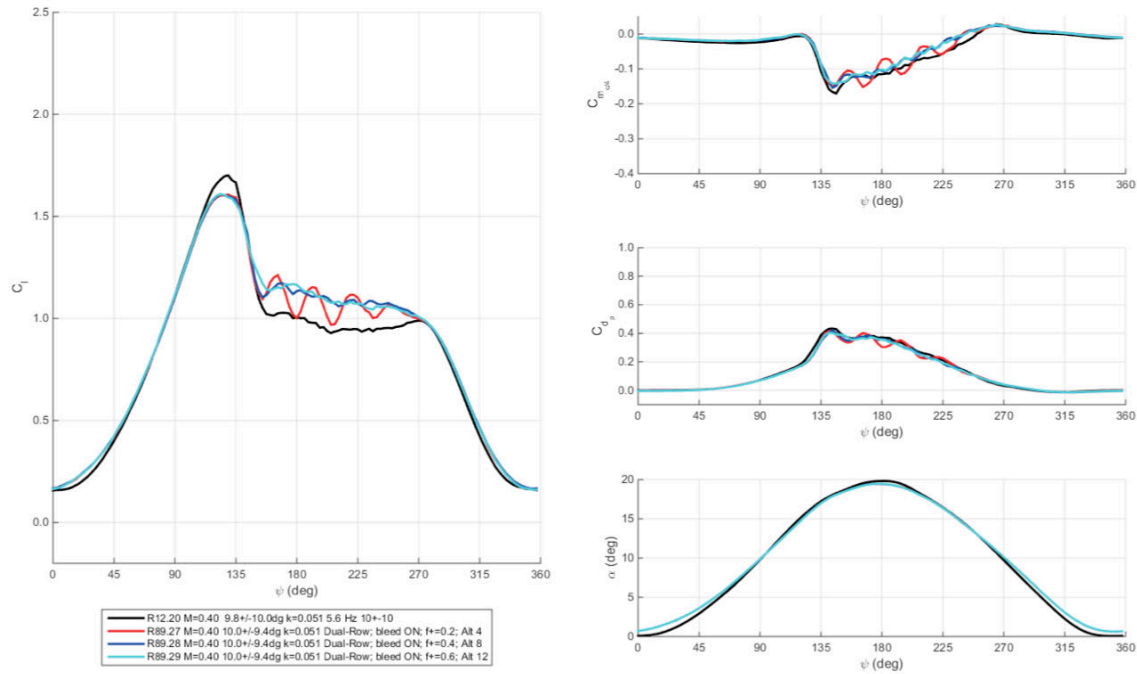 2.5
2.0
1.5
1.0
0.5
0.0
C_l
0 45 90 135 180 225 270 315 360
ψ (deg)
R12.20 M=0.40 9.8+/-10.0dg k=0.051 5.6 Hz 10+-10
R89.27 M=0.40 10.0+/-9.4dg k=0.051 Dual-Row; bleed ON; f+=0.2; Alt 4
R89.28 M=0.40 10.0+/-9.4dg k=0.051 Dual-Row; bleed ON; f+=0.4; Alt 8
R89.29 M=0.40 10.0+/-9.4dg k=0.051 Dual-Row; bleed ON; f+=0.6; Alt 12
0.0
-0.1
-0.2
-0.3
-0.4
C_m c/4
0 45 90 135 180 225 270 315 360
ψ (deg)
1.0
0.8
0.6
0.4
0.2
0.0
C_d p
0 45 90 135 180 225 270 315 360
ψ (deg)
20
15
10
5
0
α (deg)
0 45 90 135 180 225 270 315 360
ψ (deg)